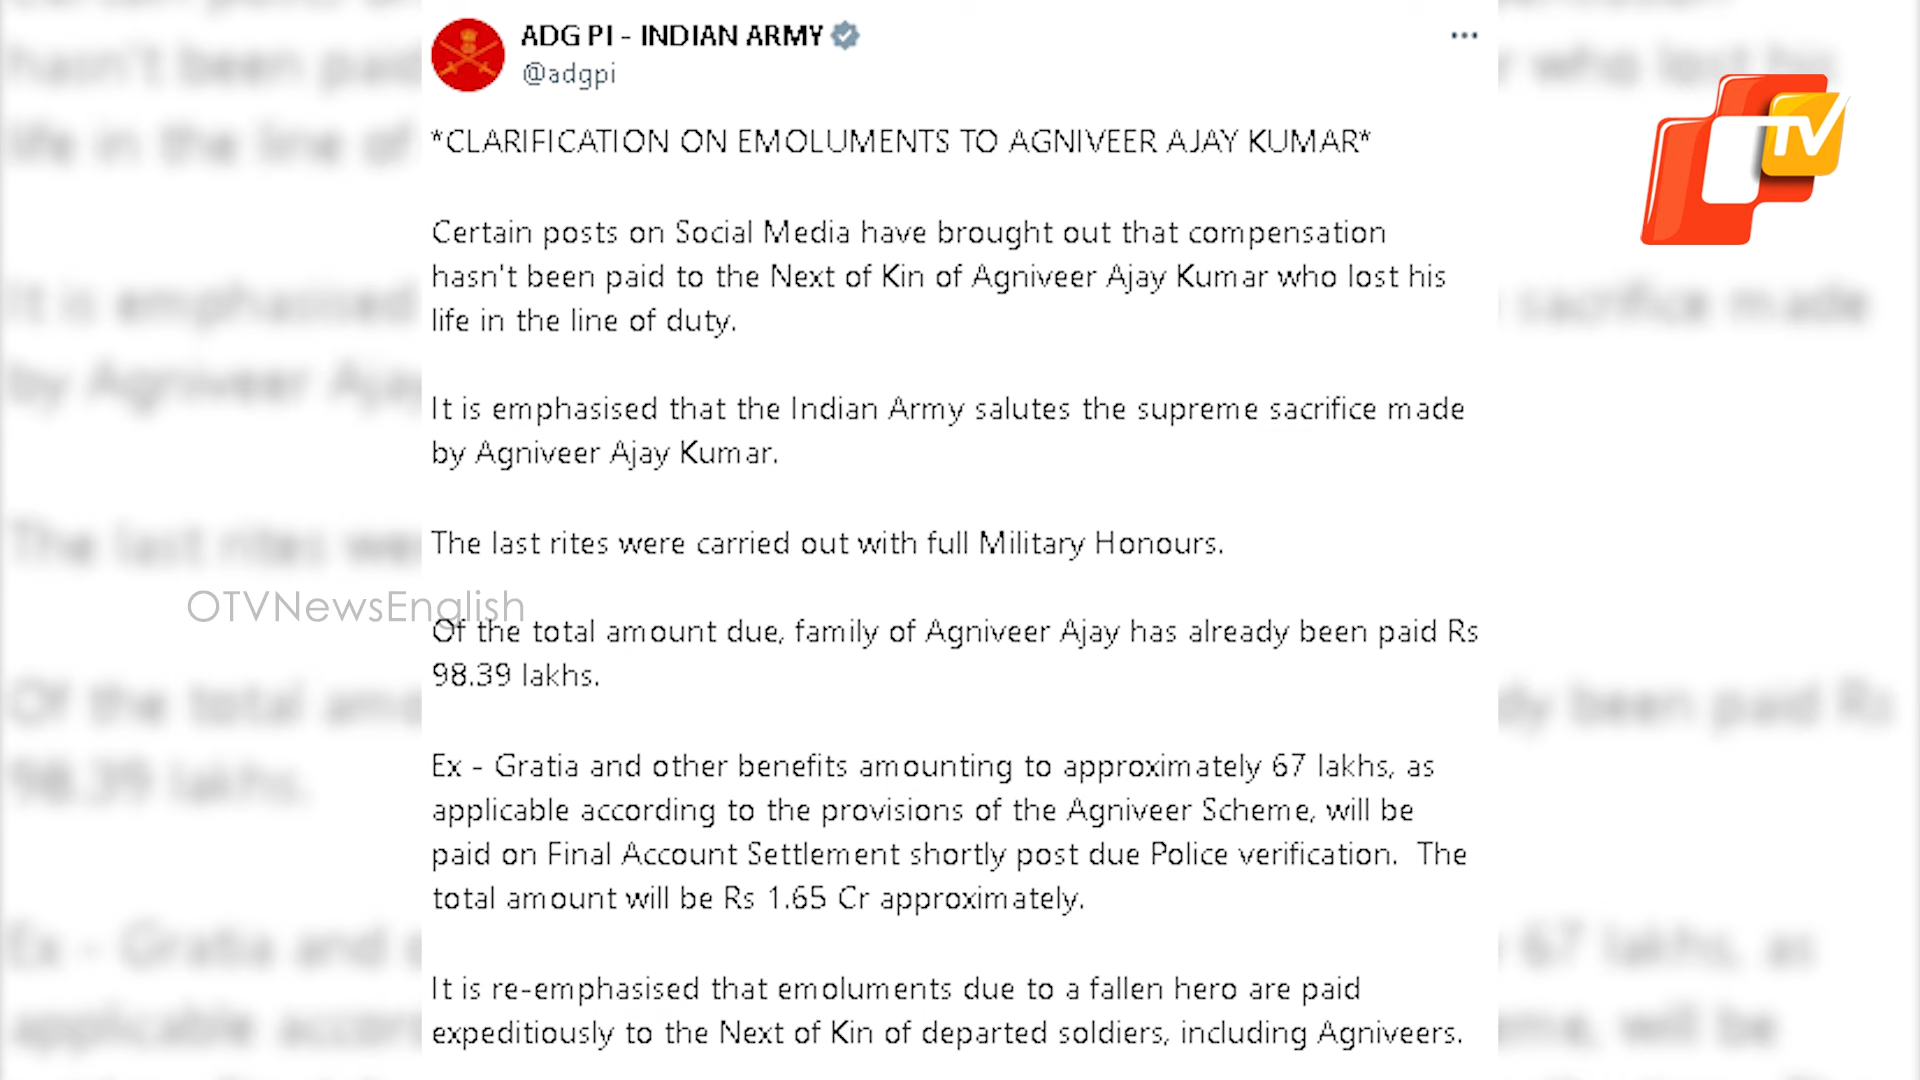 ADG PI - INDIAN ARMY
@adgpi
TV
*CLARIFICATION ON EMOLUMENTS TO AGNIVEER AJAY KUMAR*
Certain posts on Social Media have brought out that compensation
hasn't been paid to the Next of Kin of Agniveer Ajay Kumar who lost his
life in the line of duty.
It is emphasised that the Indian Army salutes the supreme sacrifice made
by Agniveer Ajay Kumar.
The last rites were carried out with full Military Honours.
OTVNewsEnglish
Of the total amount due, family of Agniveer Ajay has already been paid Rs
98.39 lakhs.
Ex - Gratia and other benefits amounting to approximately 67 lakhs, as
applicable according to the provisions of the Agniveer Scheme, will be
paid on Final Account Settlement shortly post due Police verification.  The
total amount will be Rs 1.65 Cr approximately.
It is re-emphasised that emoluments due to a fallen hero are paid
expeditiously to the Next of Kin of departed soldiers, including Agniveers.